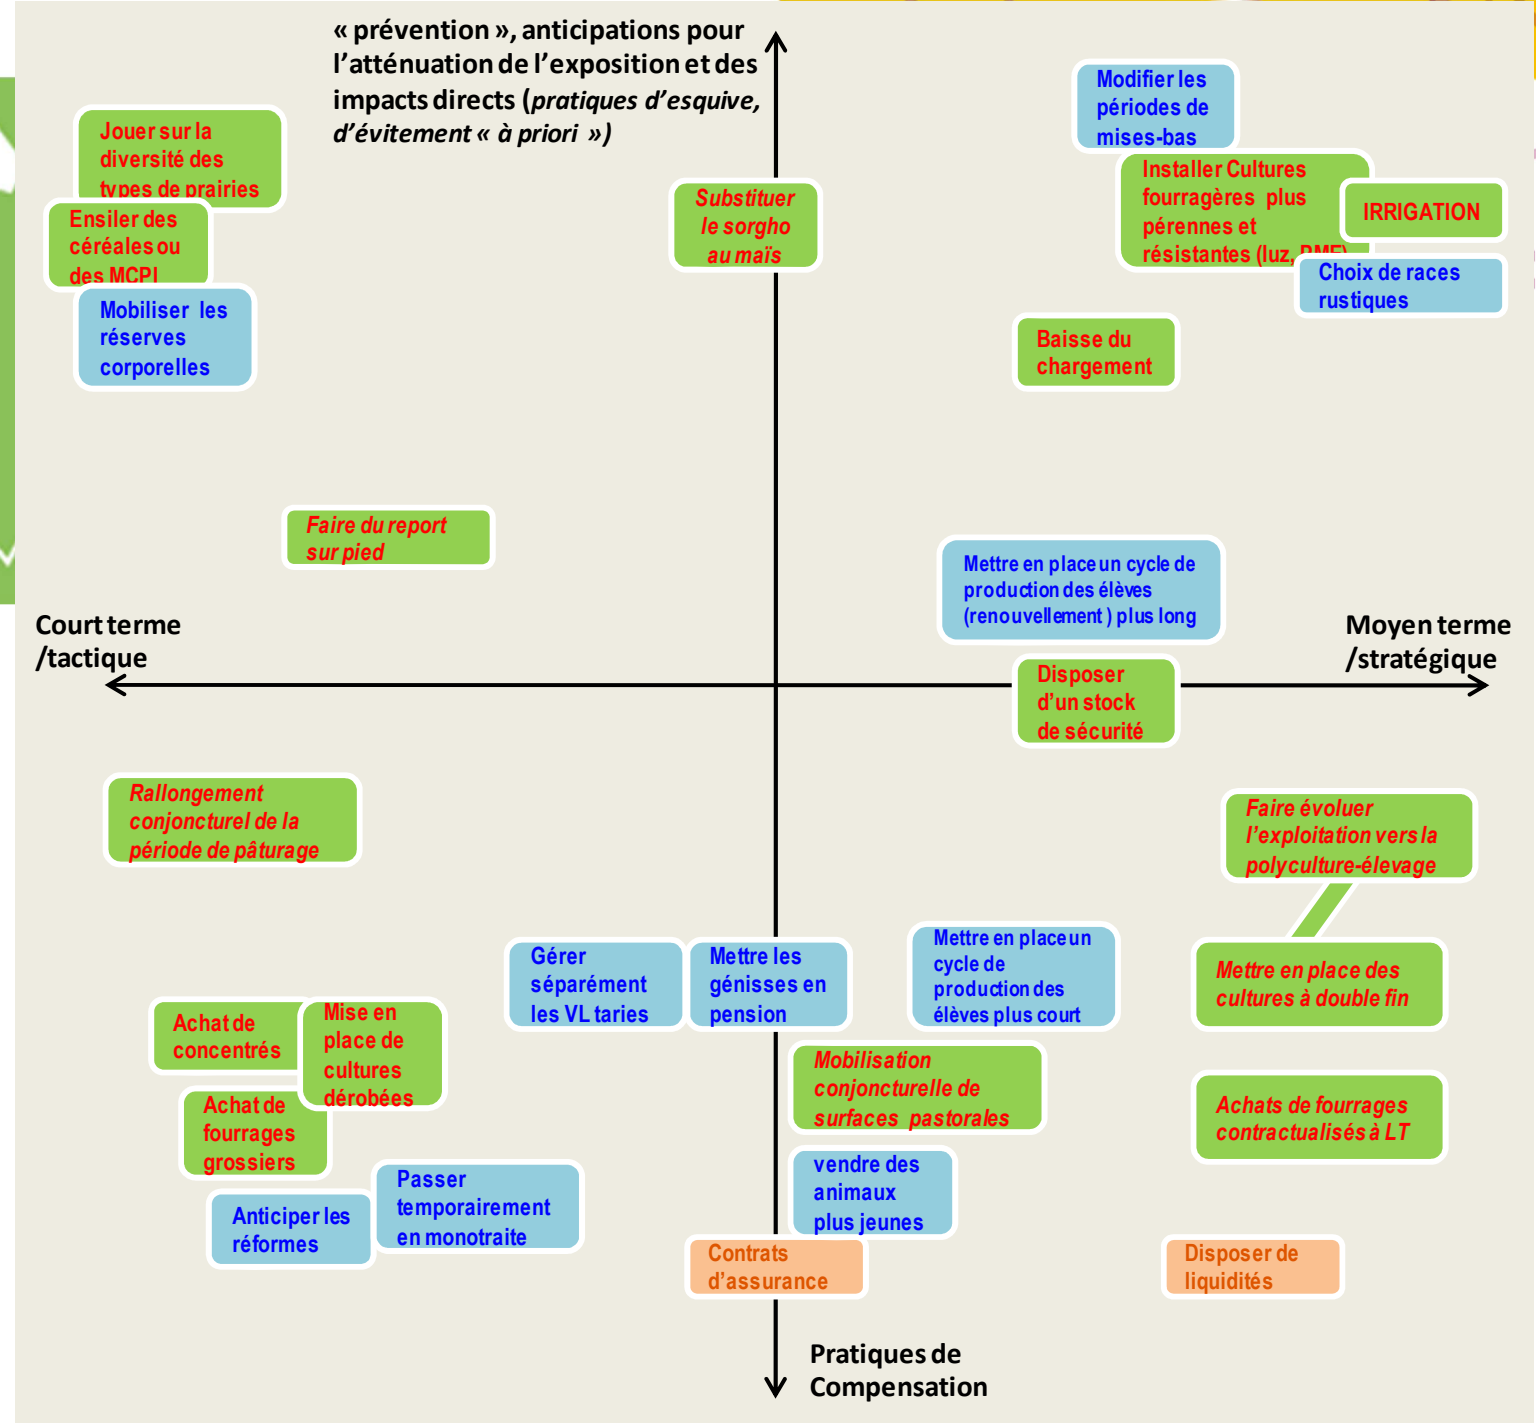 « prévention », anticipations pour
l'atténuation de l'exposition et des
impacts directs (pratiques d'esquive,
d'évitement « à priori »)
Jouer sur la
diversité des
types de prairies
Ensiler des
céréales ou
des MCPI
Mobiliser les
réserves
corporelles
Substituer
le sorgho
au maïs
Modifier les
périodes de
mises-bas
Installer Cultures
fourragères plus
pérennes et
résistantes (luz,
IRRIGATION
Choix de races
rustiques
Baisse du
chargement
Faire du report
sur pied
Mettre en place un cycle de
production des élèves
(renouvellement ) plus long
Court terme
/tactique
Moyen terme
/stratégique
Disposer
d'un stock
de sécurité
Rallongement
conjoncturel de la
période de pâturage
Faire évoluer
l'exploitation vers la
polyculture-élevage
Gérer
séparément
les VL taries
Mettre les
génisses en
pension
Mettre en place un
cycle de
production des
élèves plus court
Mettre en place des
cultures à double fin
Achat de
concentrés
Mise en
place de
cultures
dérobées
Mobilisation
conjoncturelle de
surfaces pastorales
Achat de
fourrages
grossiers
Achats de fourrages
contractualisés à LT
Passer
temporairement
en monotraite
vendre des
animaux
plus jeunes
Anticiper les
réformes
Contrats
d'assurance
Disposer de
liquidités
Pratiques de
Compensation